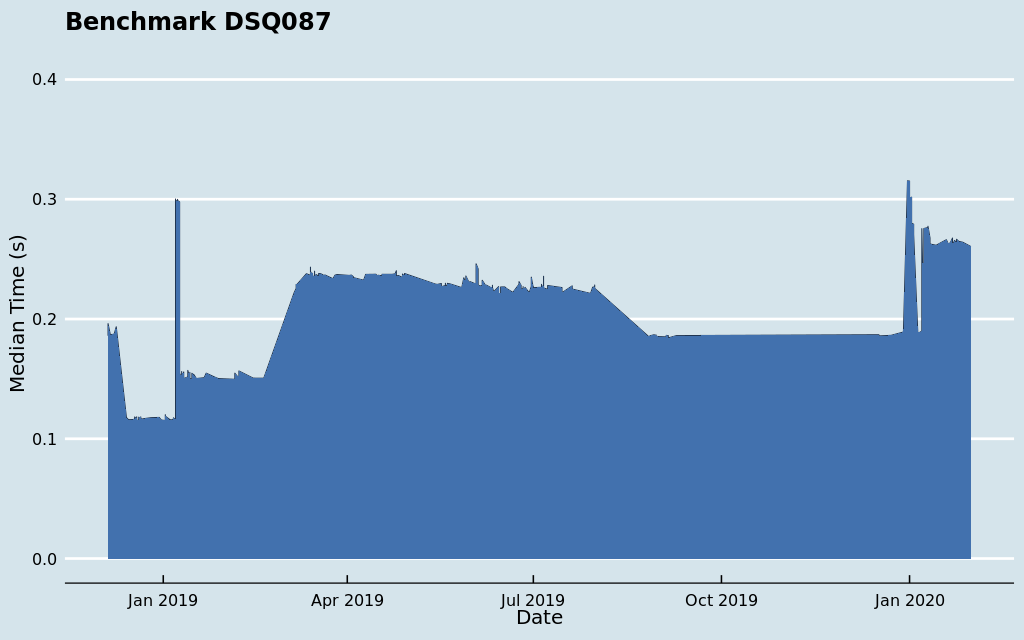 Benchmark DSQ087
Median Time (s)
0.4
0.3
0.2
0.1
0.0
Jan 2019
Apr 2019
Jul 2019
Oct 2019
Jan 2020
Date